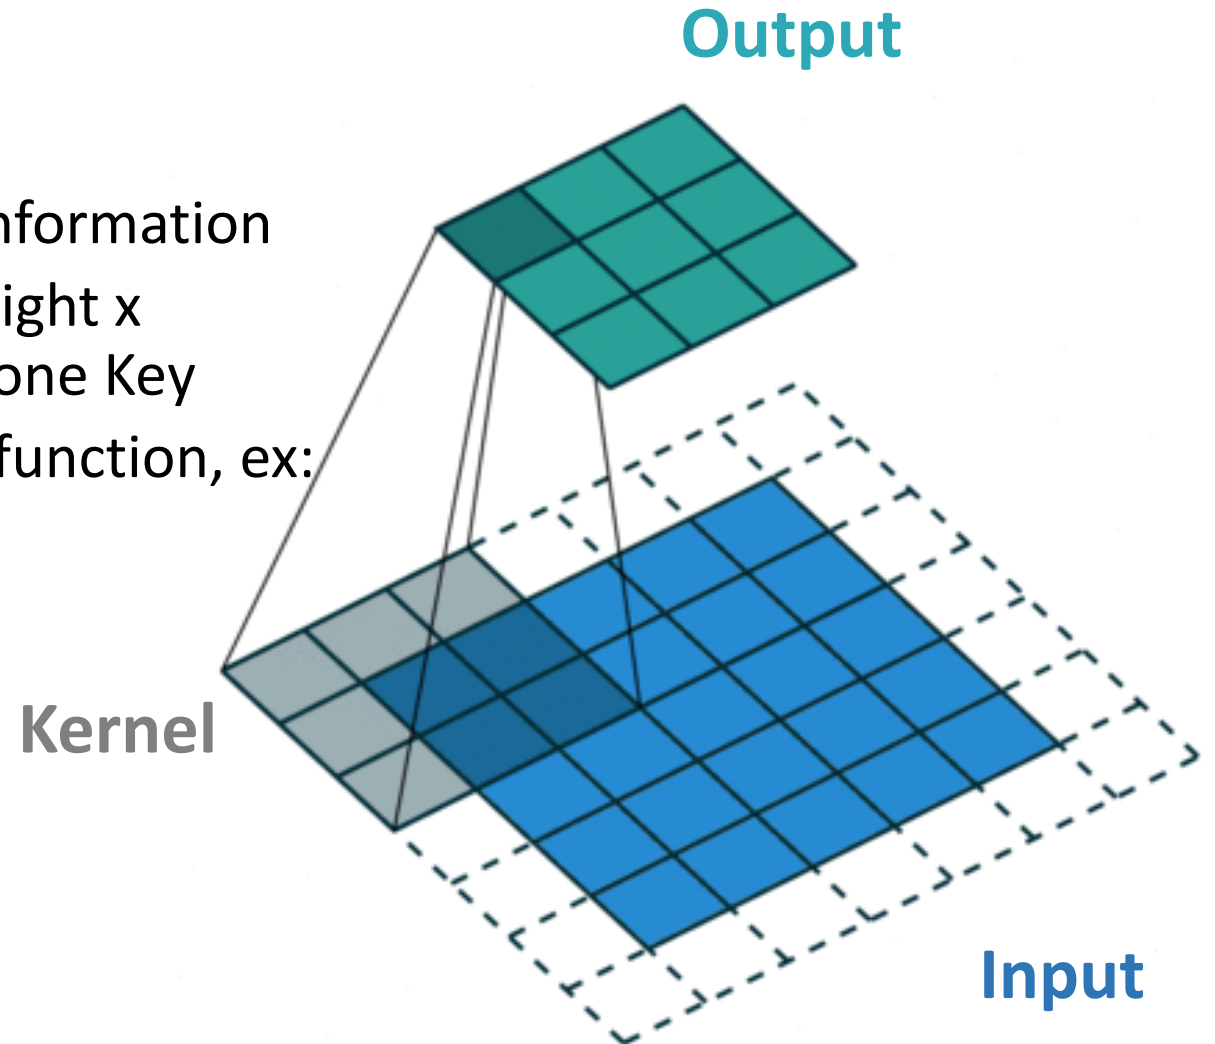 Output
nformation
ight x
one Key
function, ex:
Kernel
Input